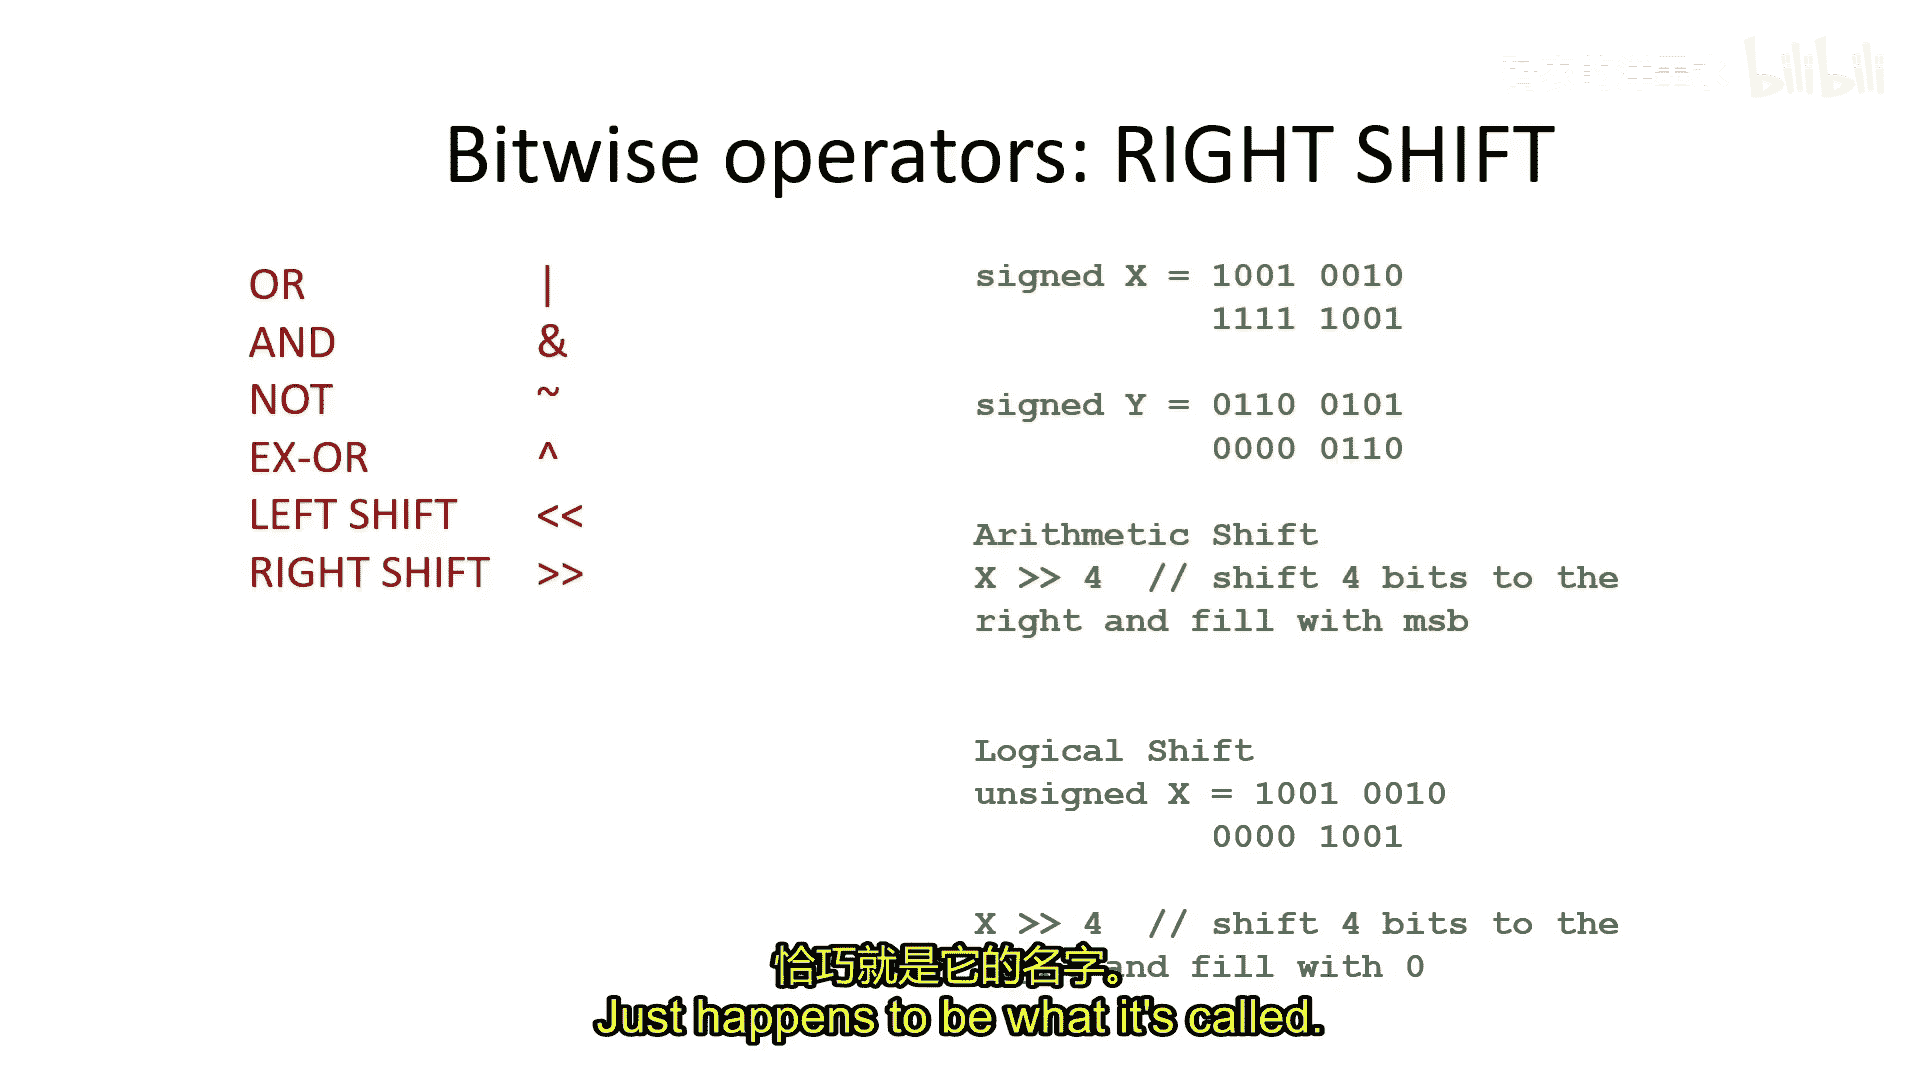 bilibili
Bitwise operators: RIGHT SHIFT
OR |
AND &
NOT ~
EX-OR ^
LEFT SHIFT <<
RIGHT SHIFT >>
signed X = 1001 0010
1111 1001
signed Y = 0110 0101
0000 0110
Arithmetic Shift
X >> 4 // shift 4 bits to the
right and fill with msb
Logical Shift
unsigned X = 1001 0010
0000 1001
X >> 4 // shift 4 bits to the
and fill with 0
恰巧就是它的名字。
Just happens to be what it's called.